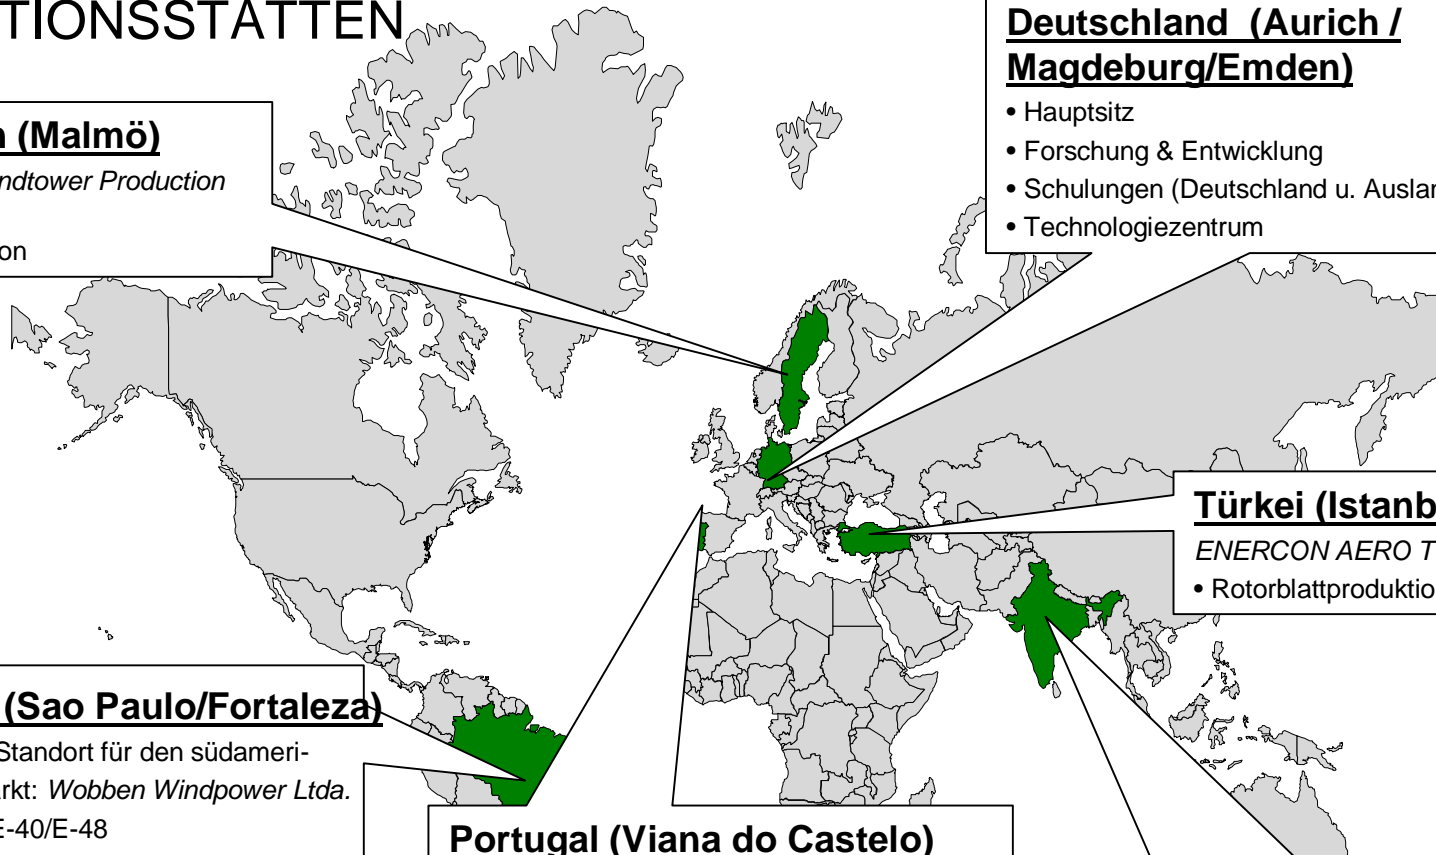 TIONSSTÄTTEN
Deutschland (Aurich /
Magdeburg/Emden)
• Hauptsitz
• Forschung & Entwicklung
• Schulungen (Deutschland u. Auslan
• Technologiezentrum
n (Malmö)
ndtower Production
on
Türkei (Istanb
ENERCON AERO T
• Rotorblattproduktio
(Sao Paulo/Fortaleza)
Standort für den südameri-
rkt: Wobben Windpower Ltda.
E-40/E-48
Portugal (Viana do Castelo)